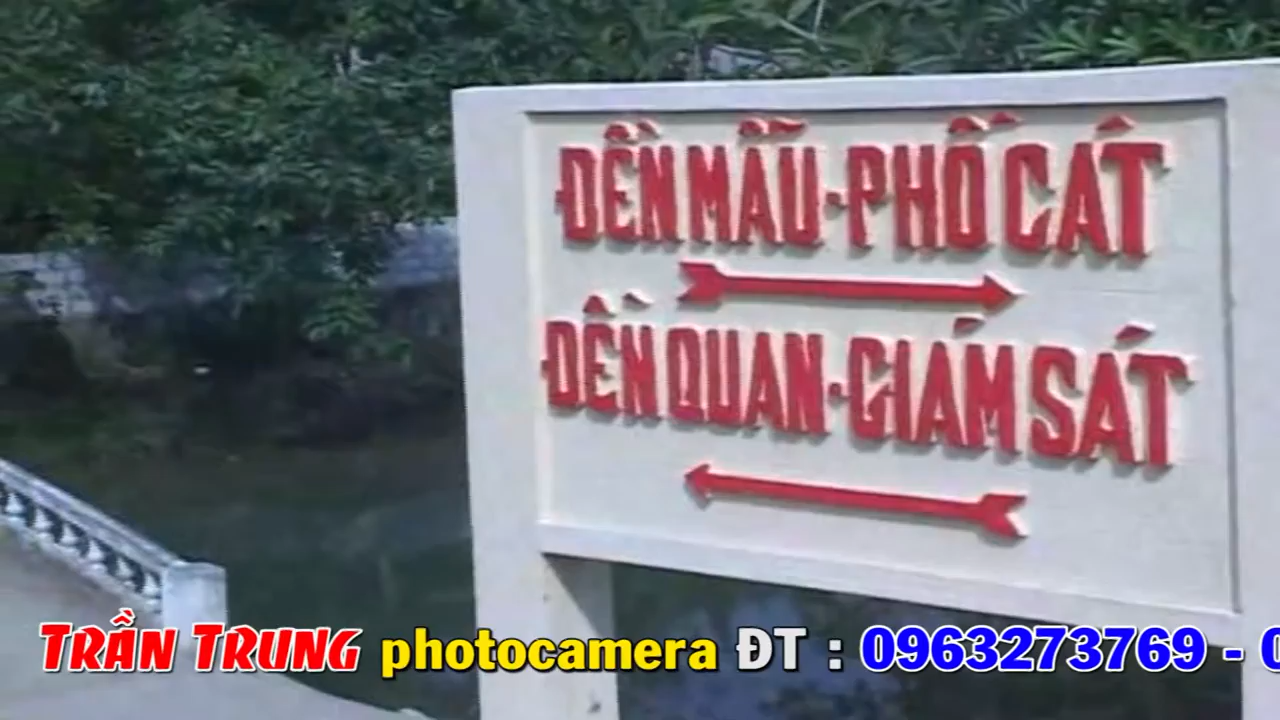 ĐỀN MẪU-PHỐ CÁT
ĐỀN QUAN-GIÁM SÁT
TRẦN TRUNG photocamera ĐT : 0963273769 -